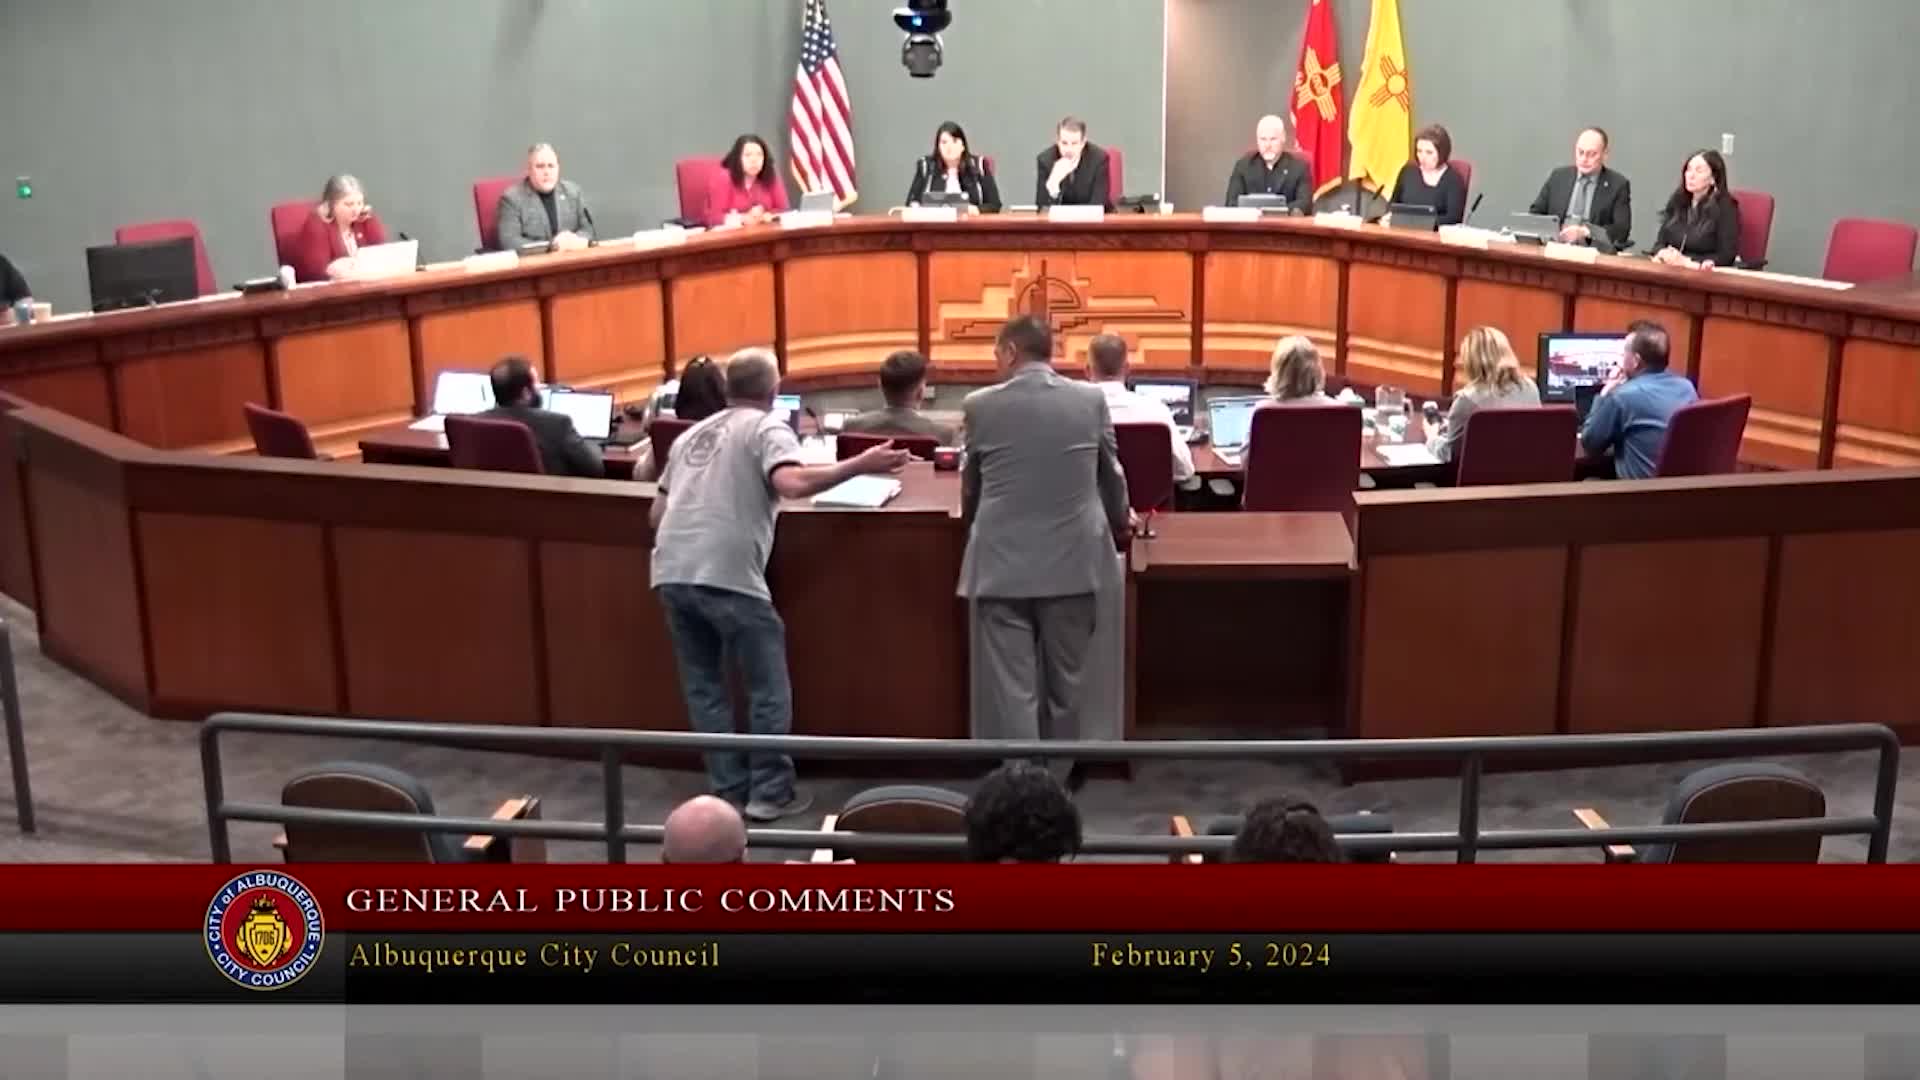 GENERAL PUBLIC COMMENTS
Albuquerque City Council
February 5, 2024
CITY of ALBUQUERQUE
1706
CITY COUNCIL